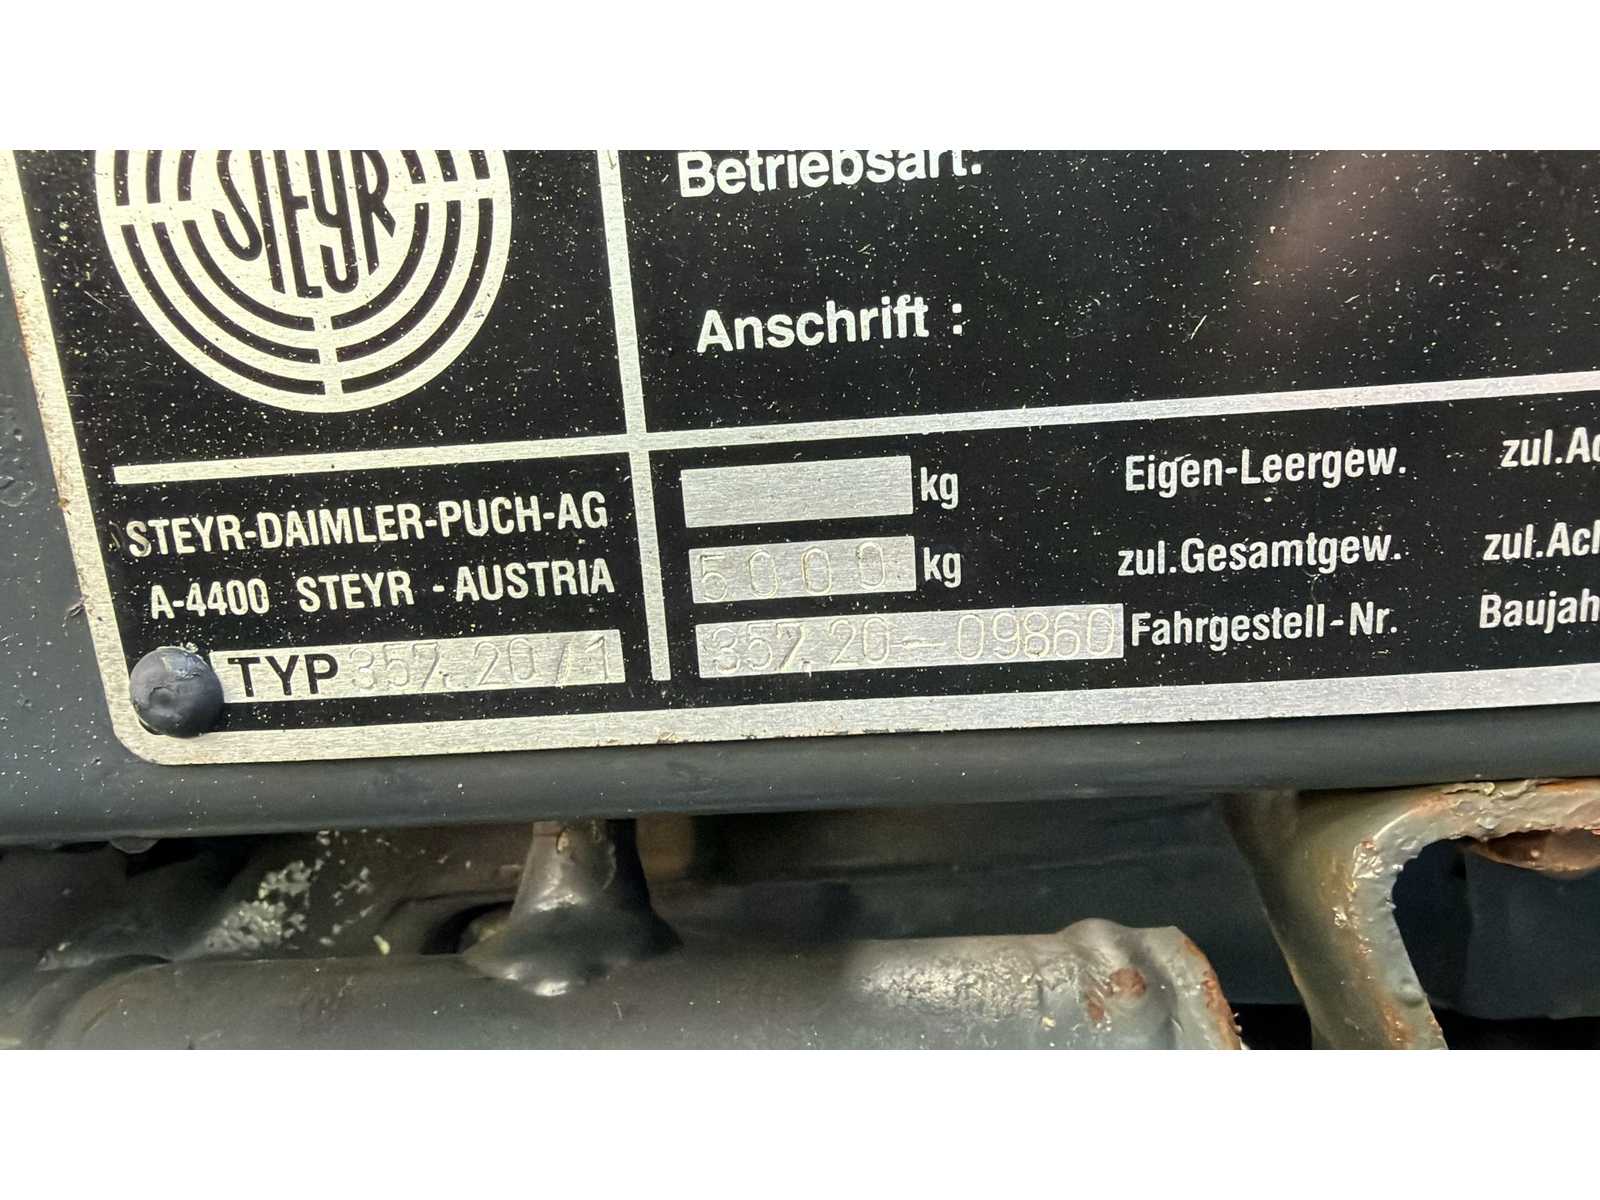 STEYR
Betriebsart:
Anschrift :
STEYR-DAIMLER-PUCH-AG
A-4400 STEYR - AUSTRIA
TYP 357.20/1
kg Eigen-Leergew. zul.Ac
5000 kg zul.Gesamtgew. zul.Ach
357.20-09860 Fahrgestell-Nr. Baujah